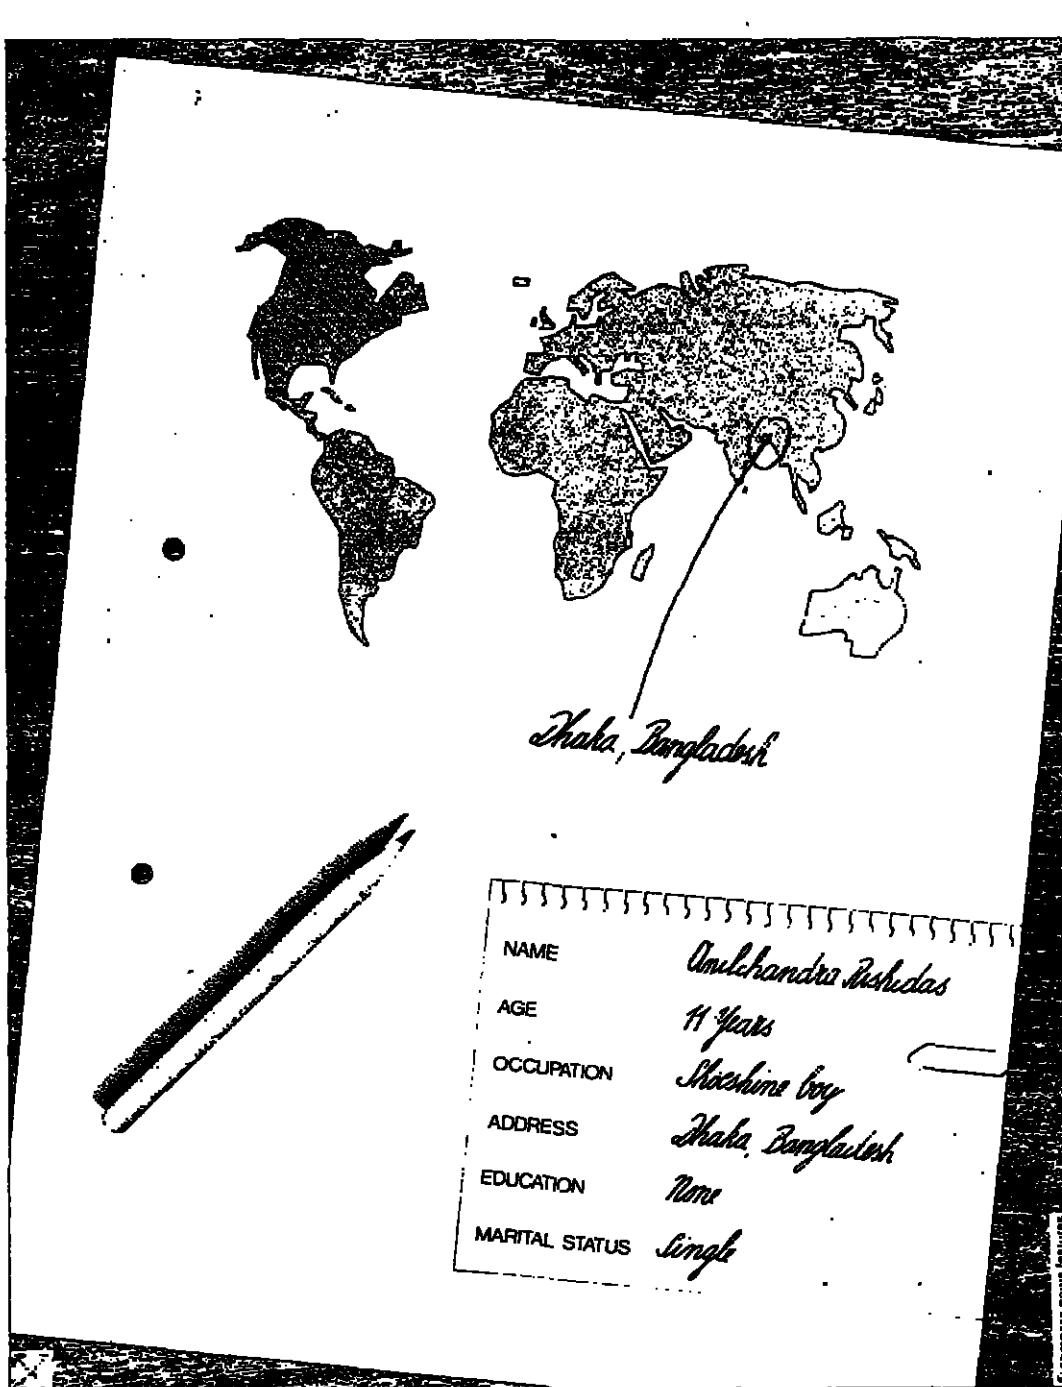 Dhaka, Bangladesh
NAME Anilchandra Rishidas
AGE 11 Years
OCCUPATION Shoeshine boy
ADDRESS Dhaka, Bangladesh
EDUCATION None
MARITAL STATUS Single